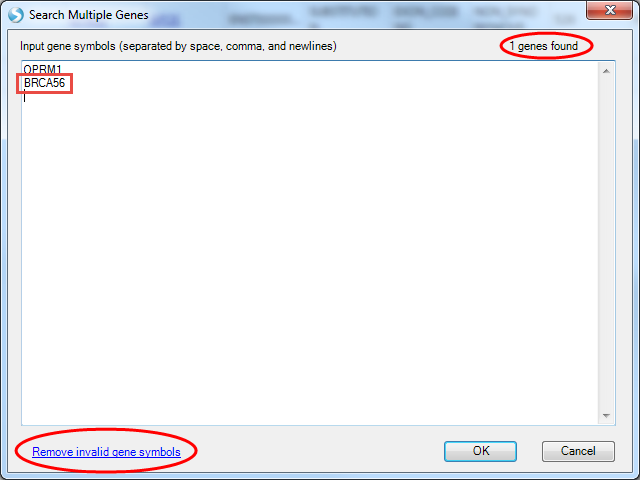 Search Multiple Genes
Input gene symbols (separated by space, comma, and newlines)
1 genes found
OPRM1
BRCA56
Remove invalid gene symbols
OK
Cancel